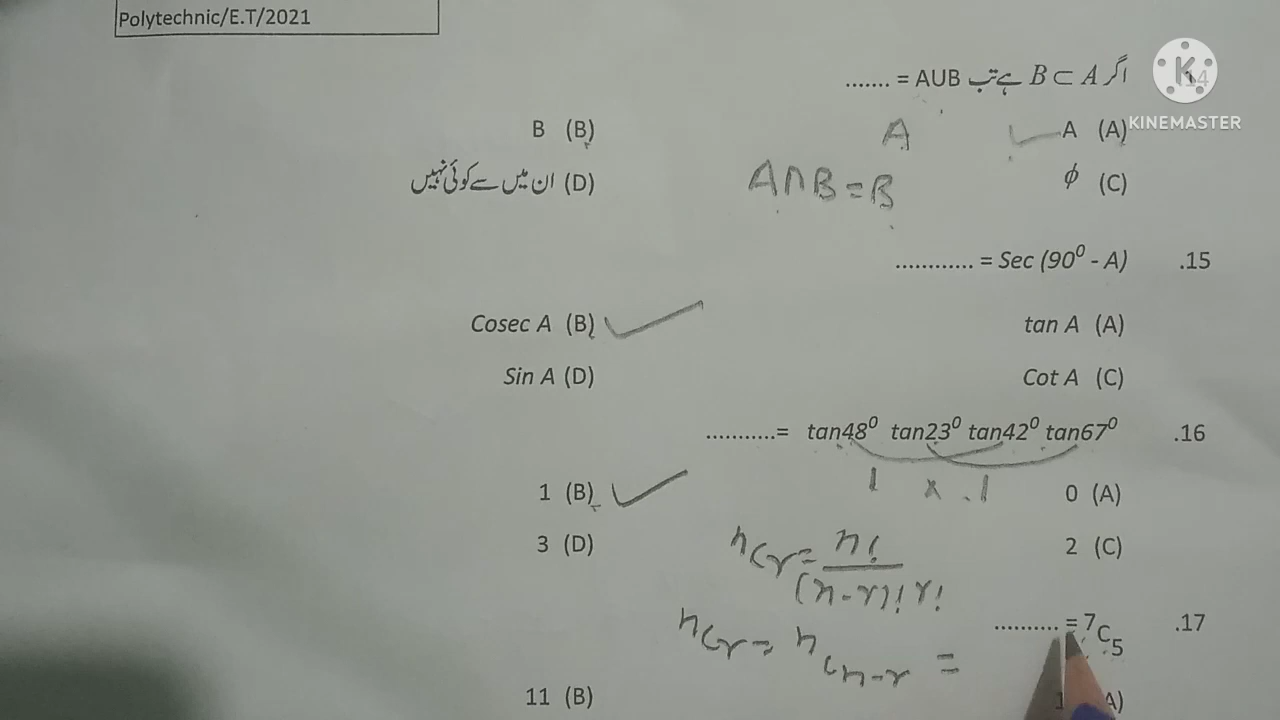 Polytechnic/E.T/2021
KINEMASTER
اگر B ⊂ A ہے تب AUB = .......
(A) A
(B) B
A
(C) ϕ
(D) ان میں سے کوئی نہیں
A∩B=B
.15 Sec (90⁰ - A) = ............
(A) tan A
(B) Cosec A
(C) Cot A
(D) Sin A
.16 tan48⁰ tan23⁰ tan42⁰ tan67⁰ =...........
1 x .1
(A) 0
(B) 1
(C) 2
(D) 3
nCr = n! / (n-r)! r!
.17 ⁷C₅ = ..........
nCr = nCn-r =
(B) 11